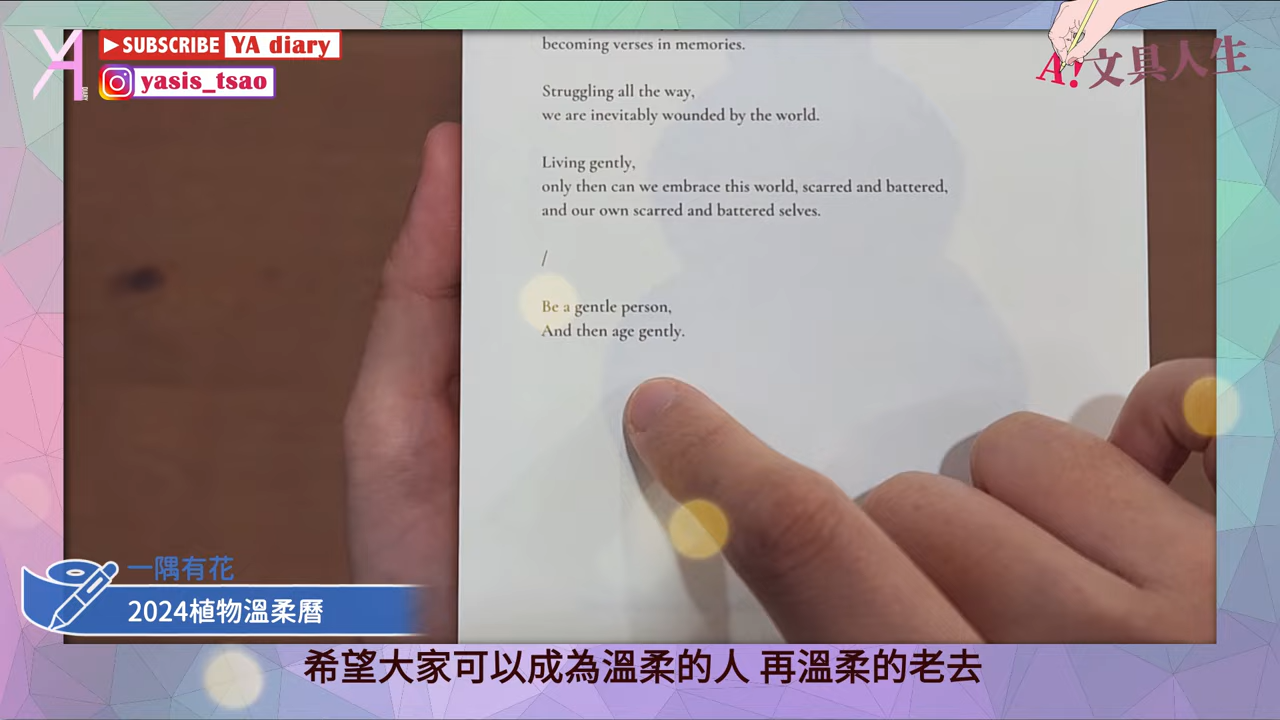 YA
DIARY
SUBSCRIBE YA diary
yasis_tsao
A!文具人生
becoming verses in memories.
Struggling all the way,
we are inevitably wounded by the world.
Living gently,
only then can we embrace this world, scarred and battered,
and our own scarred and battered selves.
/
Be a gentle person,
And then age gently.
一隅有花
2024植物溫柔曆
希望大家可以成為溫柔的人 再溫柔的老去